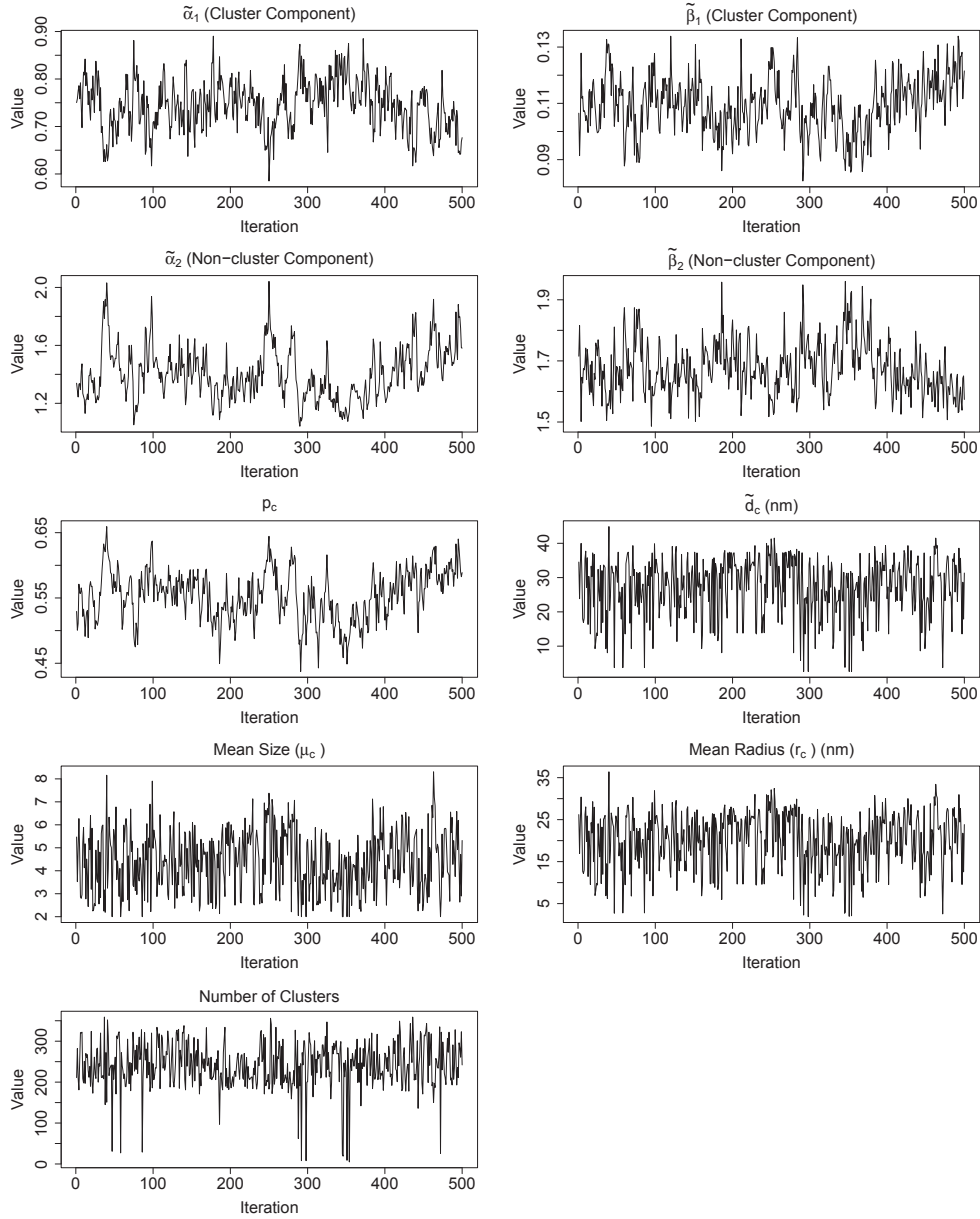 α̃₁ (Cluster Component)
Value
0.60 0.70 0.80 0.90
0 100 200 300 400 500
Iteration
β̃₁ (Cluster Component)
Value
0.09 0.11 0.13
0 100 200 300 400 500
Iteration
α̃₂ (Non-cluster Component)
Value
1.2 1.6 2.0
0 100 200 300 400 500
Iteration
β̃₂ (Non-cluster Component)
Value
1.5 1.7 1.9
0 100 200 300 400 500
Iteration
p_c
Value
0.45 0.55 0.65
0 100 200 300 400 500
Iteration
d̃_c (nm)
Value
10 20 30 40
0 100 200 300 400 500
Iteration
Mean Size (μ_c )
Value
2 3 4 5 6 7 8
0 100 200 300 400 500
Iteration
Mean Radius (r_c ) (nm)
Value
5 15 25 35
0 100 200 300 400 500
Iteration
Number of Clusters
Value
0 100 200 300
0 100 200 300 400 500
Iteration